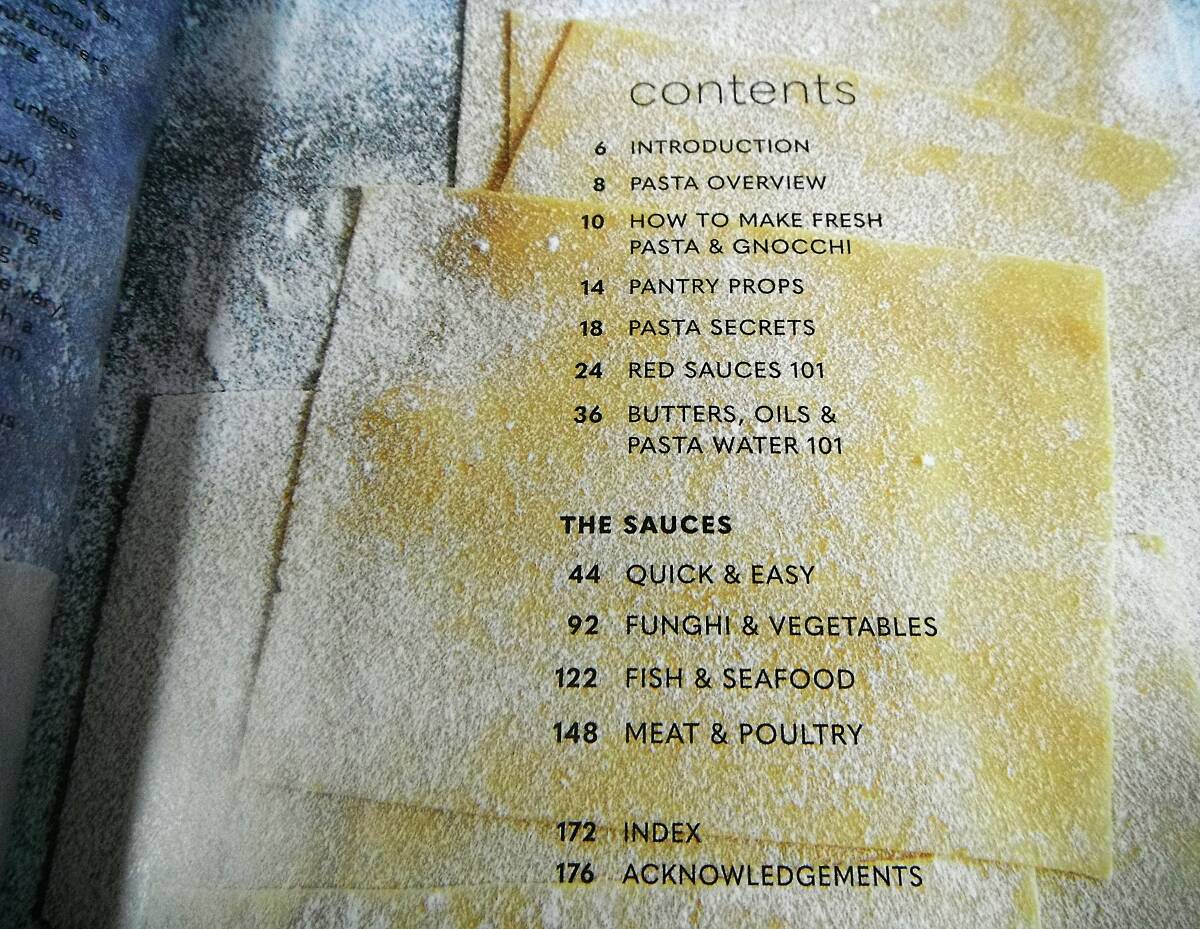 unless
(UK).
contents
6 INTRODUCTION
8 PASTA OVERVIEW
10 HOW TO MAKE FRESH
PASTA & GNOCCHI
14 PANTRY PROPS
18 PASTA SECRETS
24 RED SAUCES 101
36 BUTTERS, OILS &
PASTA WATER 101
THE SAUCES
44 QUICK & EASY
92 FUNGHI & VEGETABLES
122 FISH & SEAFOOD
148 MEAT & POULTRY
172 INDEX
176 ACKNOWLEDGEMENTS